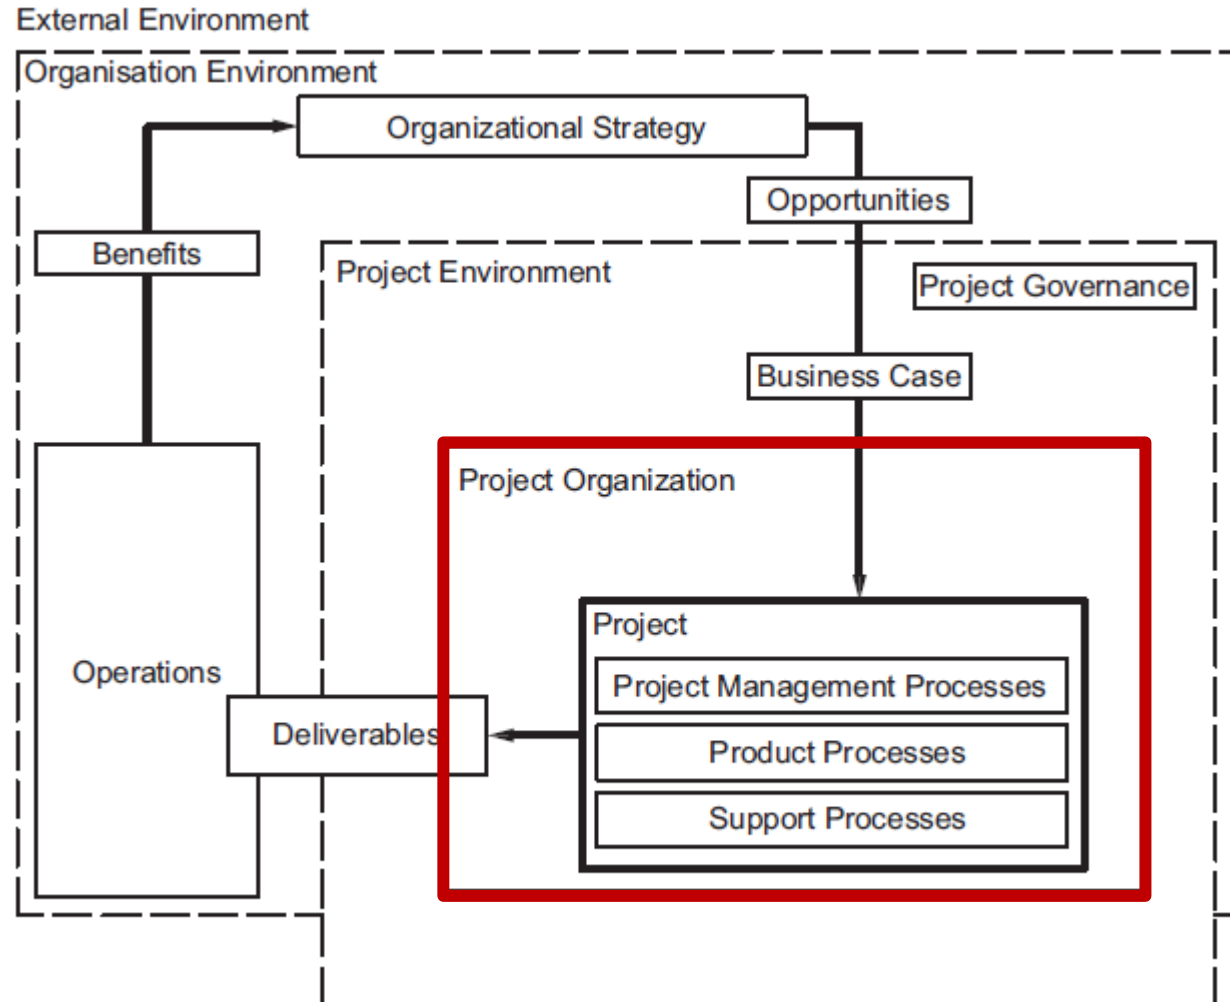 External Environment
Organisation Environment
Organizational Strategy
Opportunities
Benefits
Project Environment
Project Governance
Business Case
Project Organization
Project
Project Management Processes
Operations
Deliverables
Product Processes
Support Processes